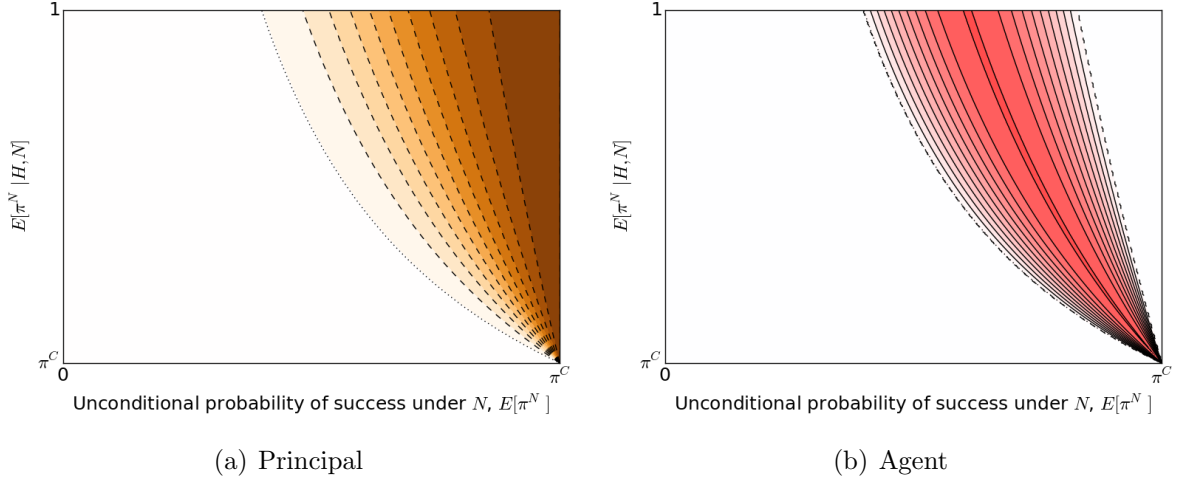 1
E[π^N | H, N]
π^C
0
π^C
Unconditional probability of success under N, E[π^N ]
(a) Principal
1
E[π^N | H, N]
π^C
0
π^C
Unconditional probability of success under N, E[π^N ]
(b) Agent